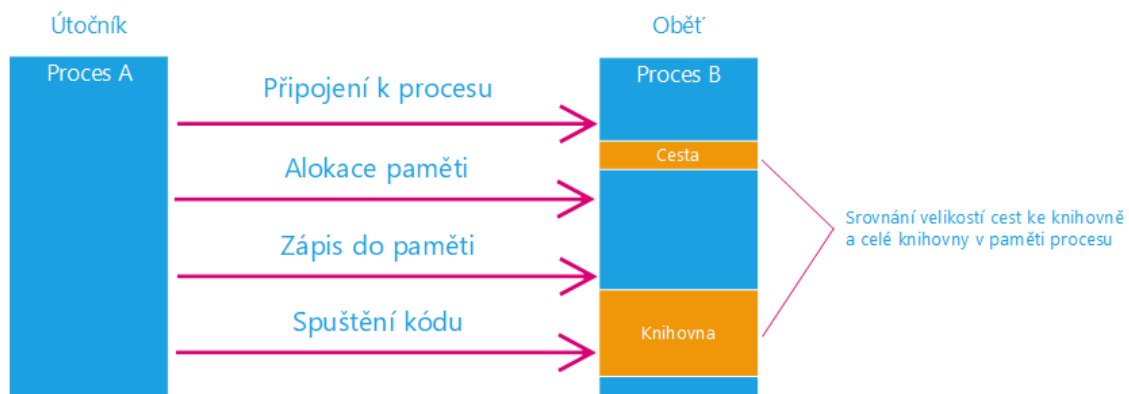 Útočník
Oběť
Proces A
Proces B
Připojení k procesu
Cesta
Alokace paměti
Srovnání velikostí cest ke knihovně
a celé knihovny v paměti procesu
Zápis do paměti
Spuštění kódu
Knihovna